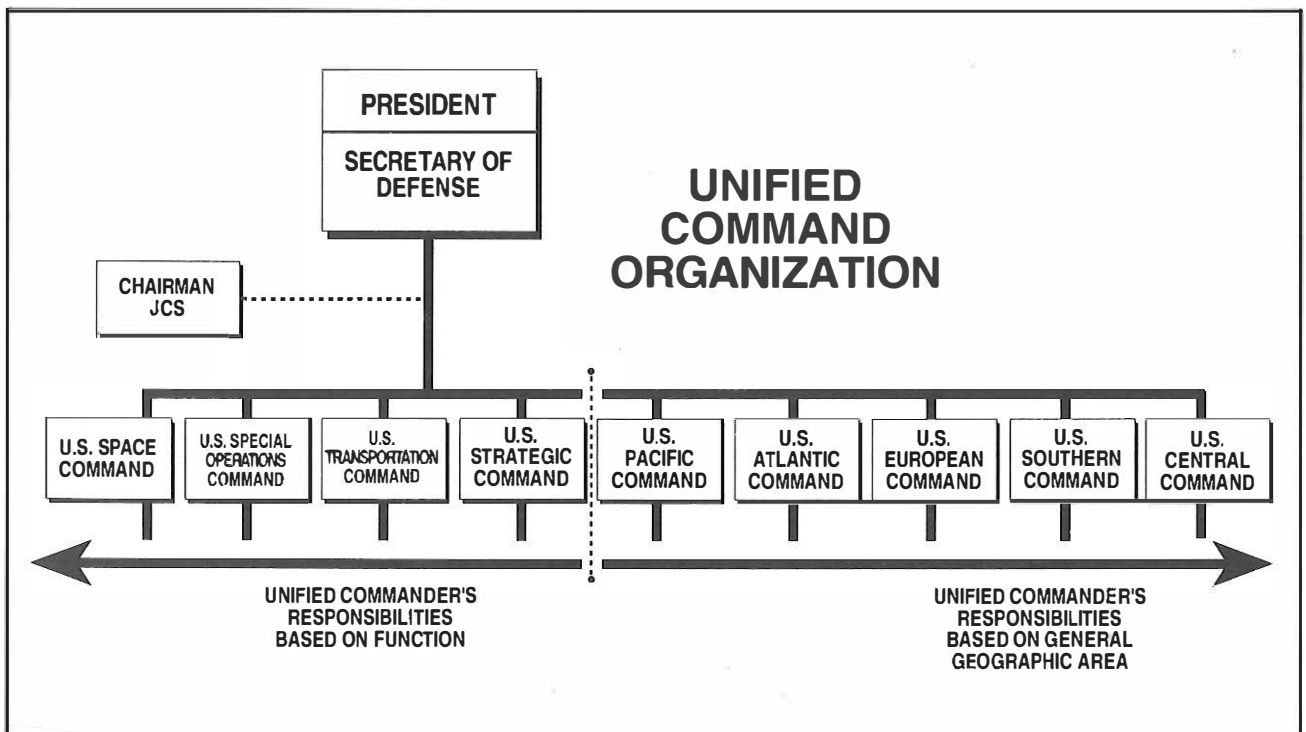 PRESIDENT
SECRETARY OF
DEFENSE
UNIFIED
COMMAND
ORGANIZATION
CHAIRMAN
JCS
U.S. SPACE
COMMAND
U.S. SPECIAL
OPERATIONS
COMMAND
U.S.
TRANSPORTATION
COMMAND
U.S.
STRATEGIC
COMMAND
U.S.
PACIFIC
COMMAND
U.S.
ATLANTIC
COMMAND
U.S.
EUROPEAN
COMMAND
U.S.
SOUTHERN
COMMAND
U.S.
CENTRAL
COMMAND
UNIFIED COMMANDER'S
RESPONSIBILITIES
BASED ON FUNCTION
UNIFIED COMMANDER'S
RESPONSIBILITIES
BASED ON GENERAL
GEOGRAPHIC AREA